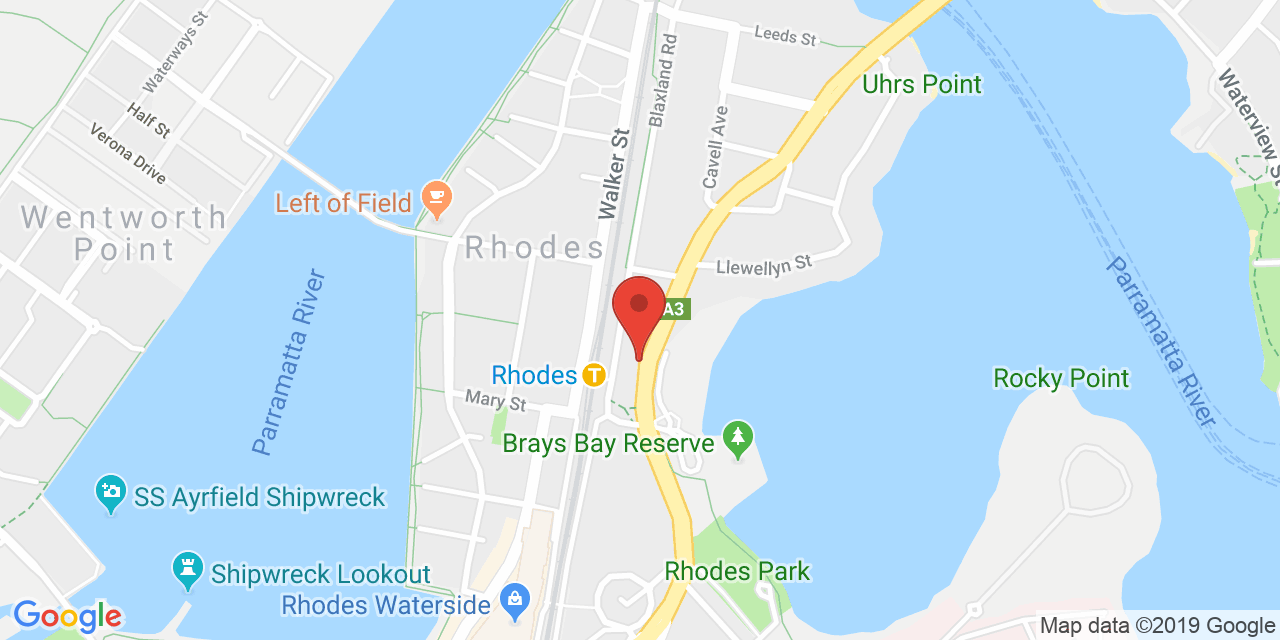 Leeds St
Waterways St
Blaxland Rd
Uhrs Point
Waterview St
Half St
Verona Drive
Cavell Ave
Walker St
Left of Field
Wentworth
Point
Rhodes
Llewellyn St
Parramatta River
A3
Parramatta River
Rhodes
T
Rocky Point
Mary St
Brays Bay Reserve
SS Ayrfield Shipwreck
Shipwreck Lookout
Rhodes Park
Rhodes Waterside
Google
Map data ©2019 Google